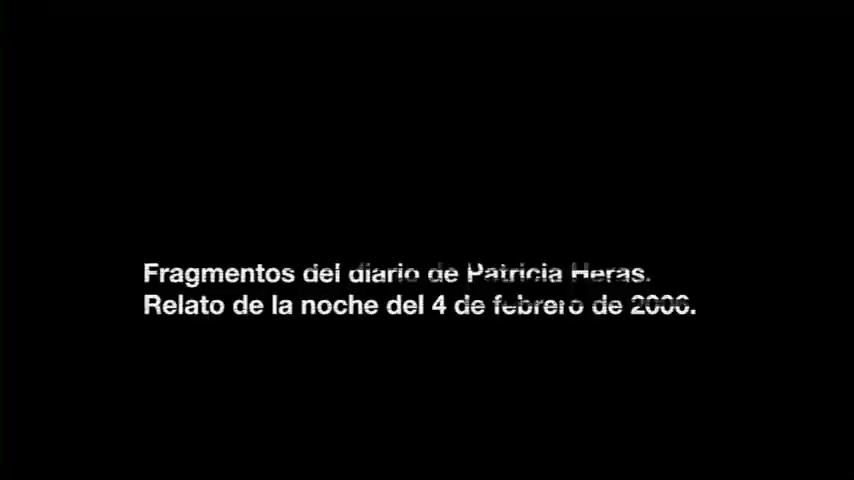 Fragmentos del diario de Patricia Heras.
Relato de la noche del 4 de febrero de 2006.